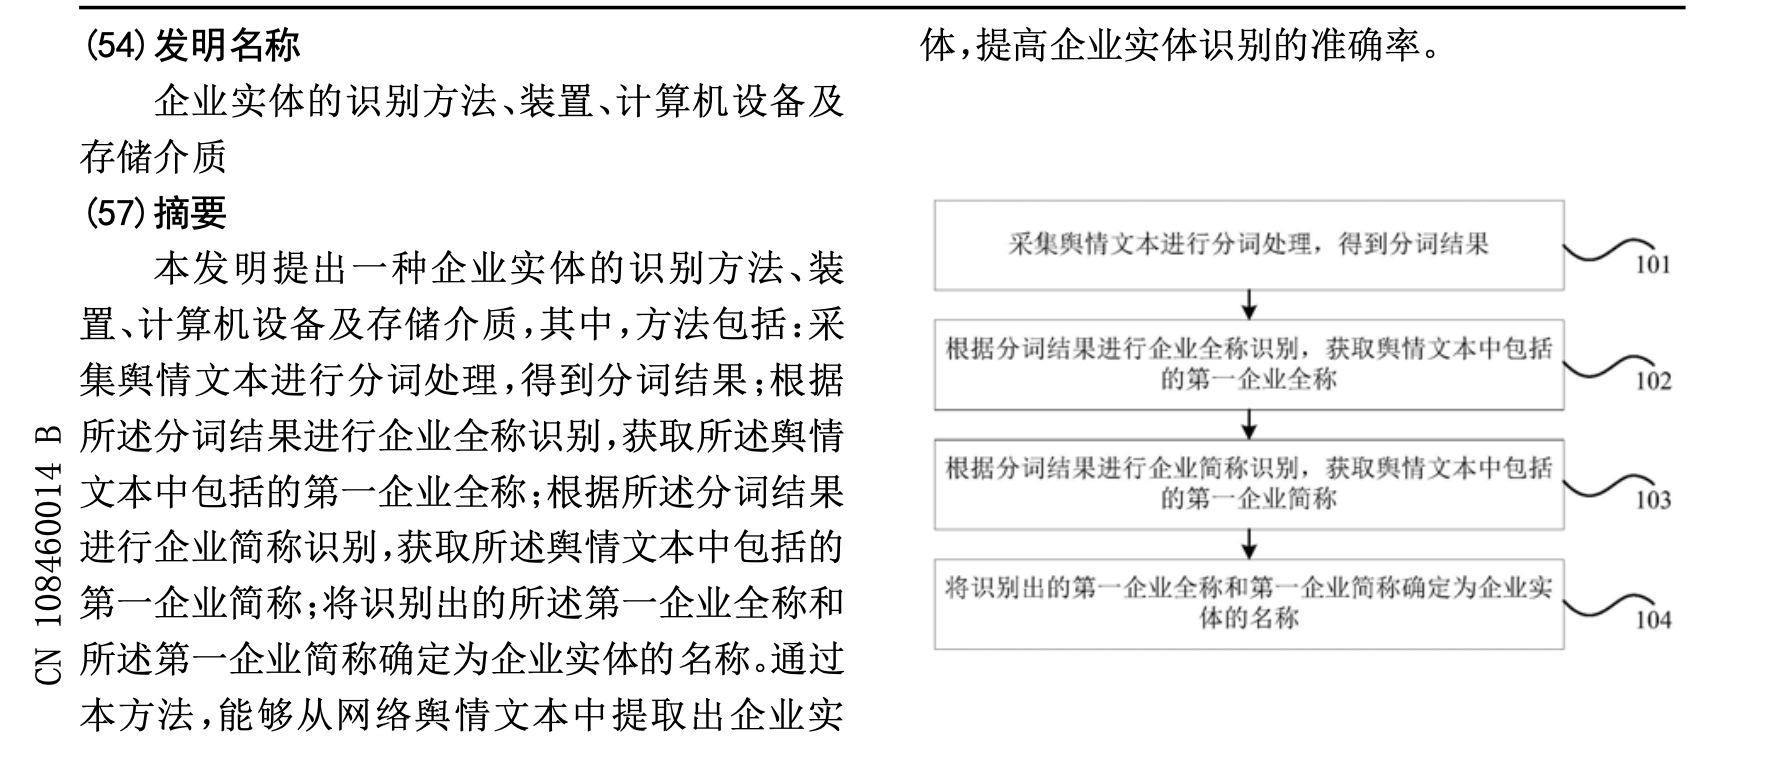 (54)发明名称
企业实体的识别方法、装置、计算机设备及
存储介质
(57)摘要
本发明提出一种企业实体的识别方法、装
置、计算机设备及存储介质,其中,方法包括:采
集舆情文本进行分词处理,得到分词结果;根据
所述分词结果进行企业全称识别,获取所述舆情
文本中包括的第一企业全称;根据所述分词结果
进行企业简称识别,获取所述舆情文本中包括的
第一企业简称;将识别出的所述第一企业全称和
所述第一企业简称确定为企业实体的名称。通过
本方法,能够从网络舆情文本中提取出企业实
体,提高企业实体识别的准确率。
采集舆情文本进行分词处理，得到分词结果
101
根据分词结果进行企业全称识别，获取舆情文本中包括
的第一企业全称
102
根据分词结果进行企业简称识别，获取舆情文本中包括
的第一企业简称
103
将识别出的第一企业全称和第一企业简称确定为企业实
体的名称
104
CN 108460014 B